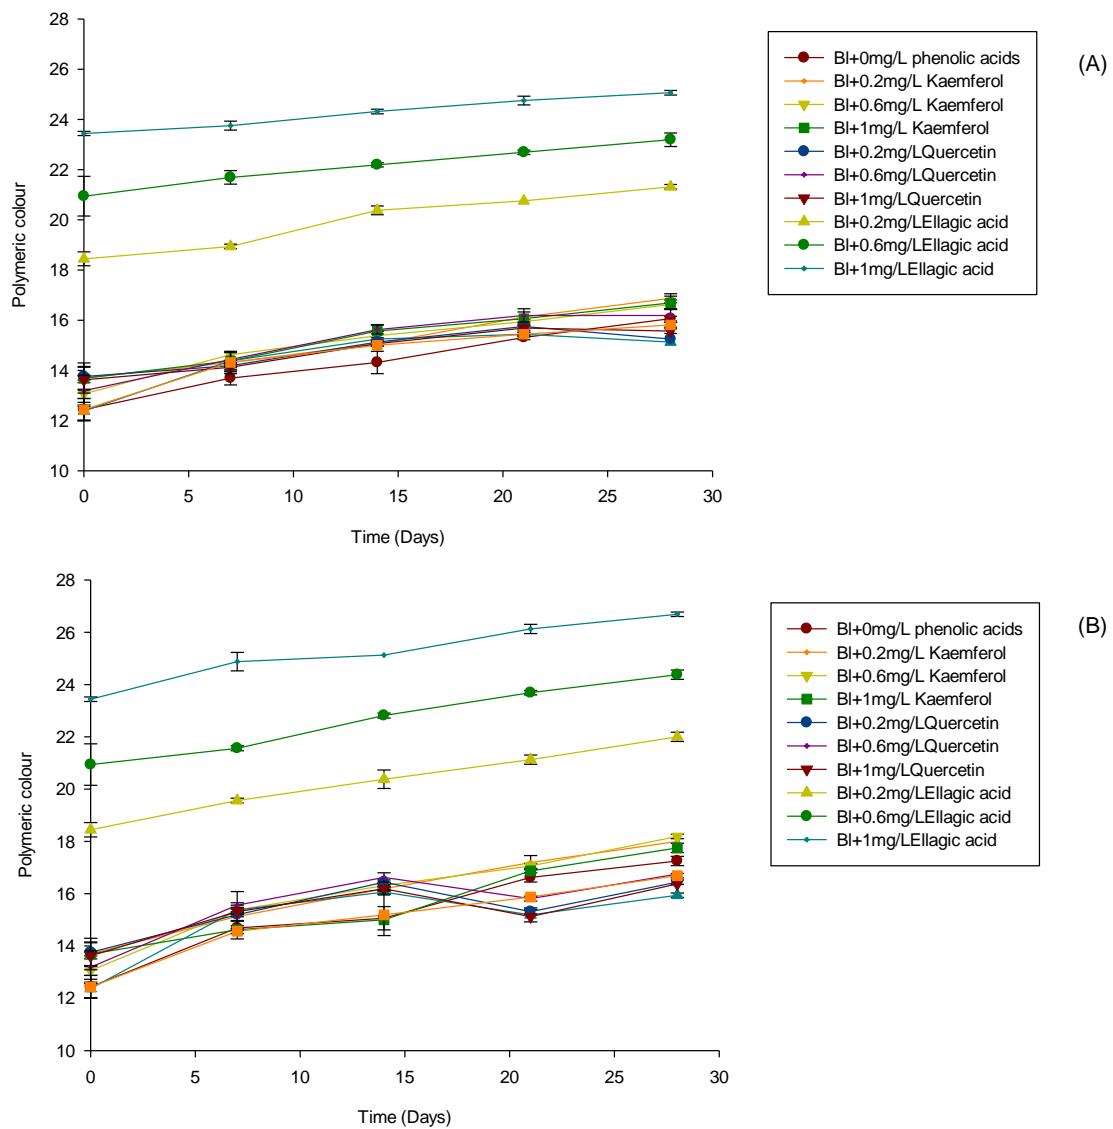 28
26
24
22
20
18
16
14
12
10
Polymeric colour
0
5
10
15
20
25
30
Time (Days)
Bl+0mg/L phenolic acids
Bl+0.2mg/L Kaemferol
Bl+0.6mg/L Kaemferol
Bl+1mg/L Kaemferol
Bl+0.2mg/LQuercetin
Bl+0.6mg/LQuercetin
Bl+1mg/LQuercetin
Bl+0.2mg/LEllagic acid
Bl+0.6mg/LEllagic acid
Bl+1mg/LEllagic acid
(A)
28
26
24
22
20
18
16
14
12
10
Polymeric colour
0
5
10
15
20
25
30
Time (Days)
Bl+0mg/L phenolic acids
Bl+0.2mg/L Kaemferol
Bl+0.6mg/L Kaemferol
Bl+1mg/L Kaemferol
Bl+0.2mg/LQuercetin
Bl+0.6mg/LQuercetin
Bl+1mg/LQuercetin
Bl+0.2mg/LEllagic acid
Bl+0.6mg/LEllagic acid
Bl+1mg/LEllagic acid
(B)